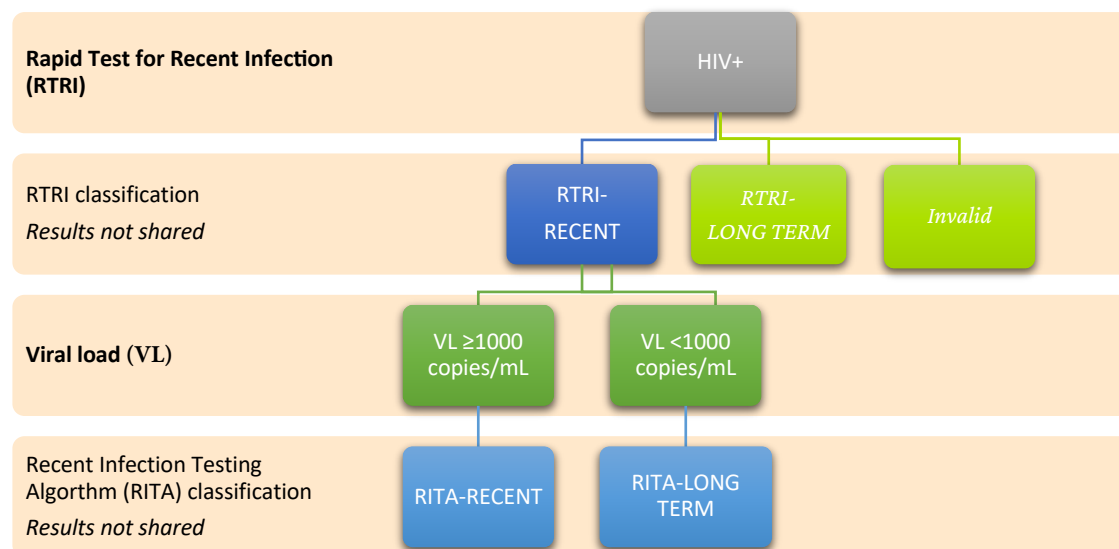 Rapid Test for Recent Infection
(RTRI)
HIV+
RTRI classification
Results not shared
RTRI-
RECENT
RTRI-
LONG TERM
Invalid
Viral load (VL)
VL ≥1000
copies/mL
VL <1000
copies/mL
Recent Infection Testing
Algorthm (RITA) classification
Results not shared
RITA-RECENT
RITA-LONG
TERM